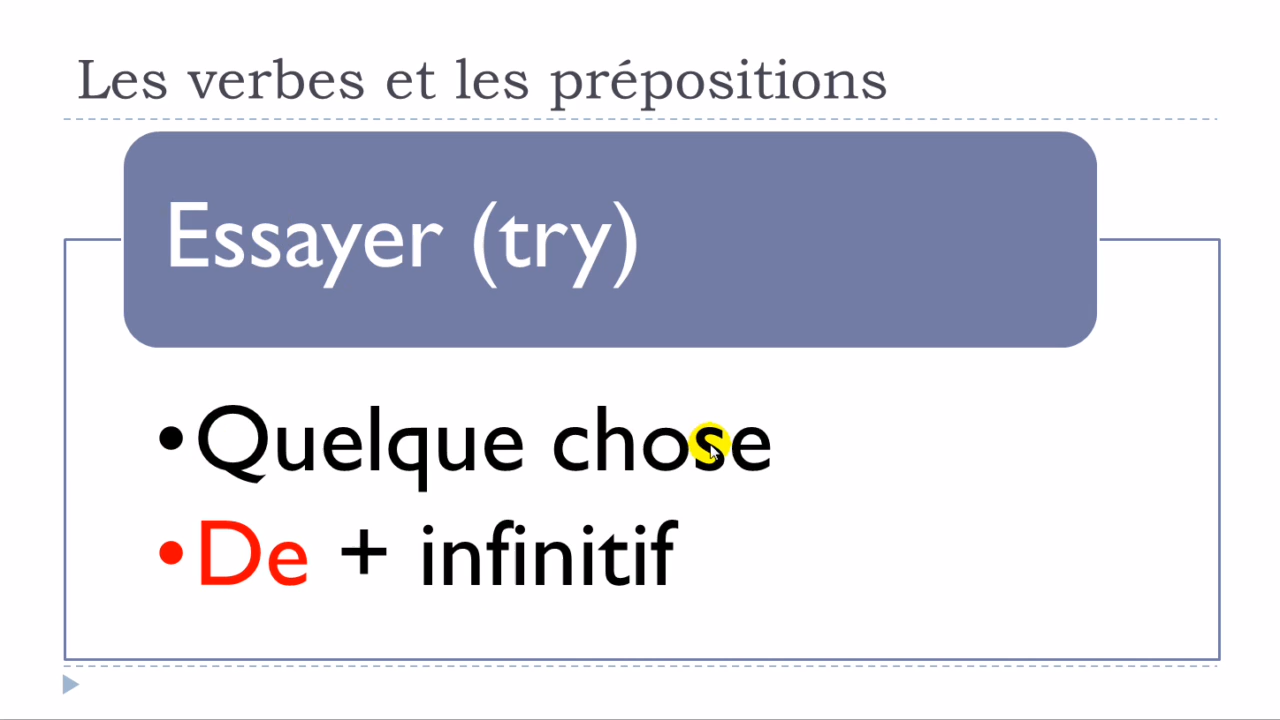 Les verbes et les prépositions
Essayer (try)
•Quelque chose
•De + infinitif